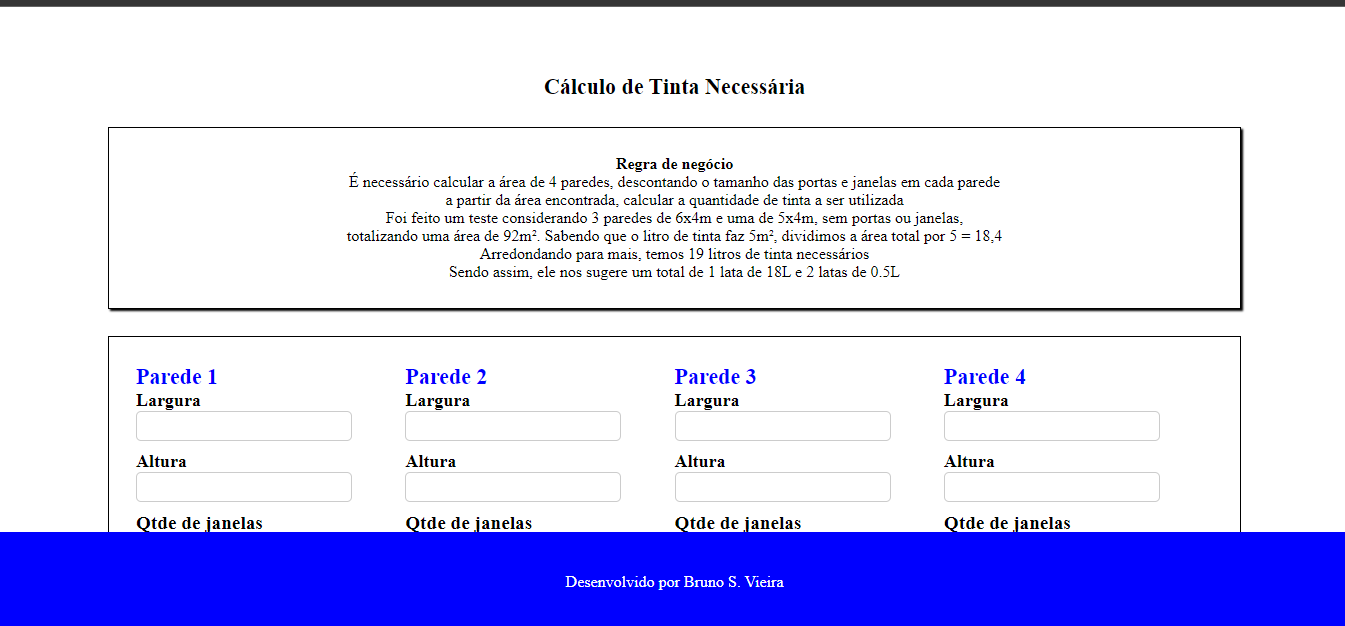 Cálculo de Tinta Necessária
Regra de negócio
É necessário calcular a área de 4 paredes, descontando o tamanho das portas e janelas em cada parede
a partir da área encontrada, calcular a quantidade de tinta a ser utilizada
Foi feito um teste considerando 3 paredes de 6x4m e uma de 5x4m, sem portas ou janelas,
totalizando uma área de 92m². Sabendo que o litro de tinta faz 5m², dividimos a área total por 5 = 18,4
Arredondando para mais, temos 19 litros de tinta necessários
Sendo assim, ele nos sugere um total de 1 lata de 18L e 2 latas de 0.5L
Parede 1 Parede 2 Parede 3 Parede 4
Largura Largura Largura Largura
Altura Altura Altura Altura
Qtde de janelas Qtde de janelas Qtde de janelas Qtde de janelas
Desenvolvido por Bruno S. Vieira